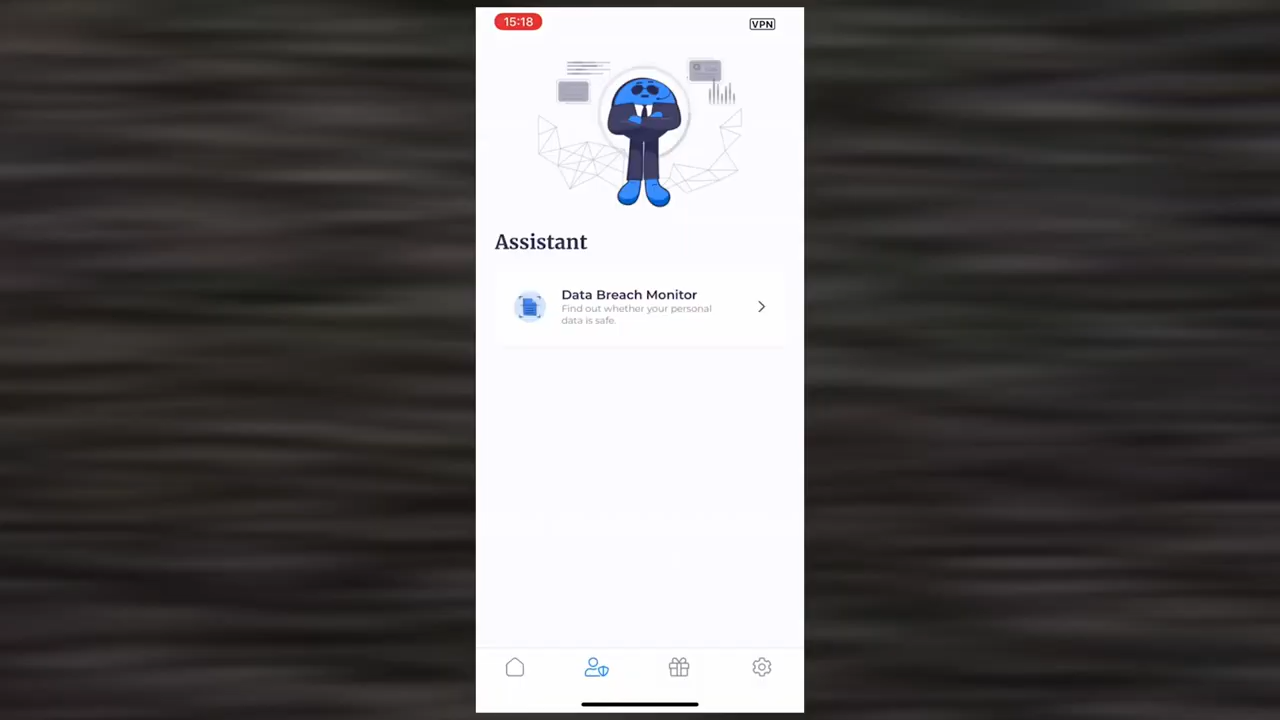 15:18
VPN
Assistant
Data Breach Monitor
Find out whether your personal
data is safe.